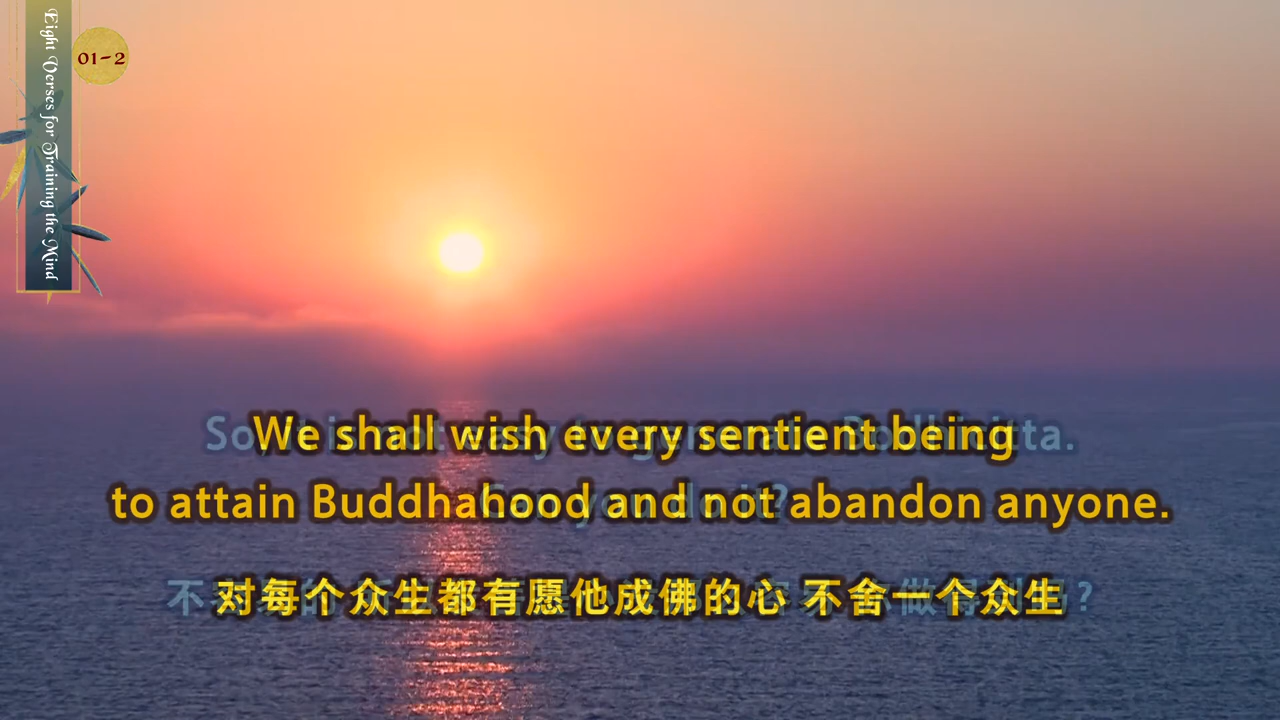 Eight Verses for Training the Mind
01-2
We shall wish every sentient being
to attain Buddhahood and not abandon anyone.
对每个众生都有愿他成佛的心 不舍一个众生